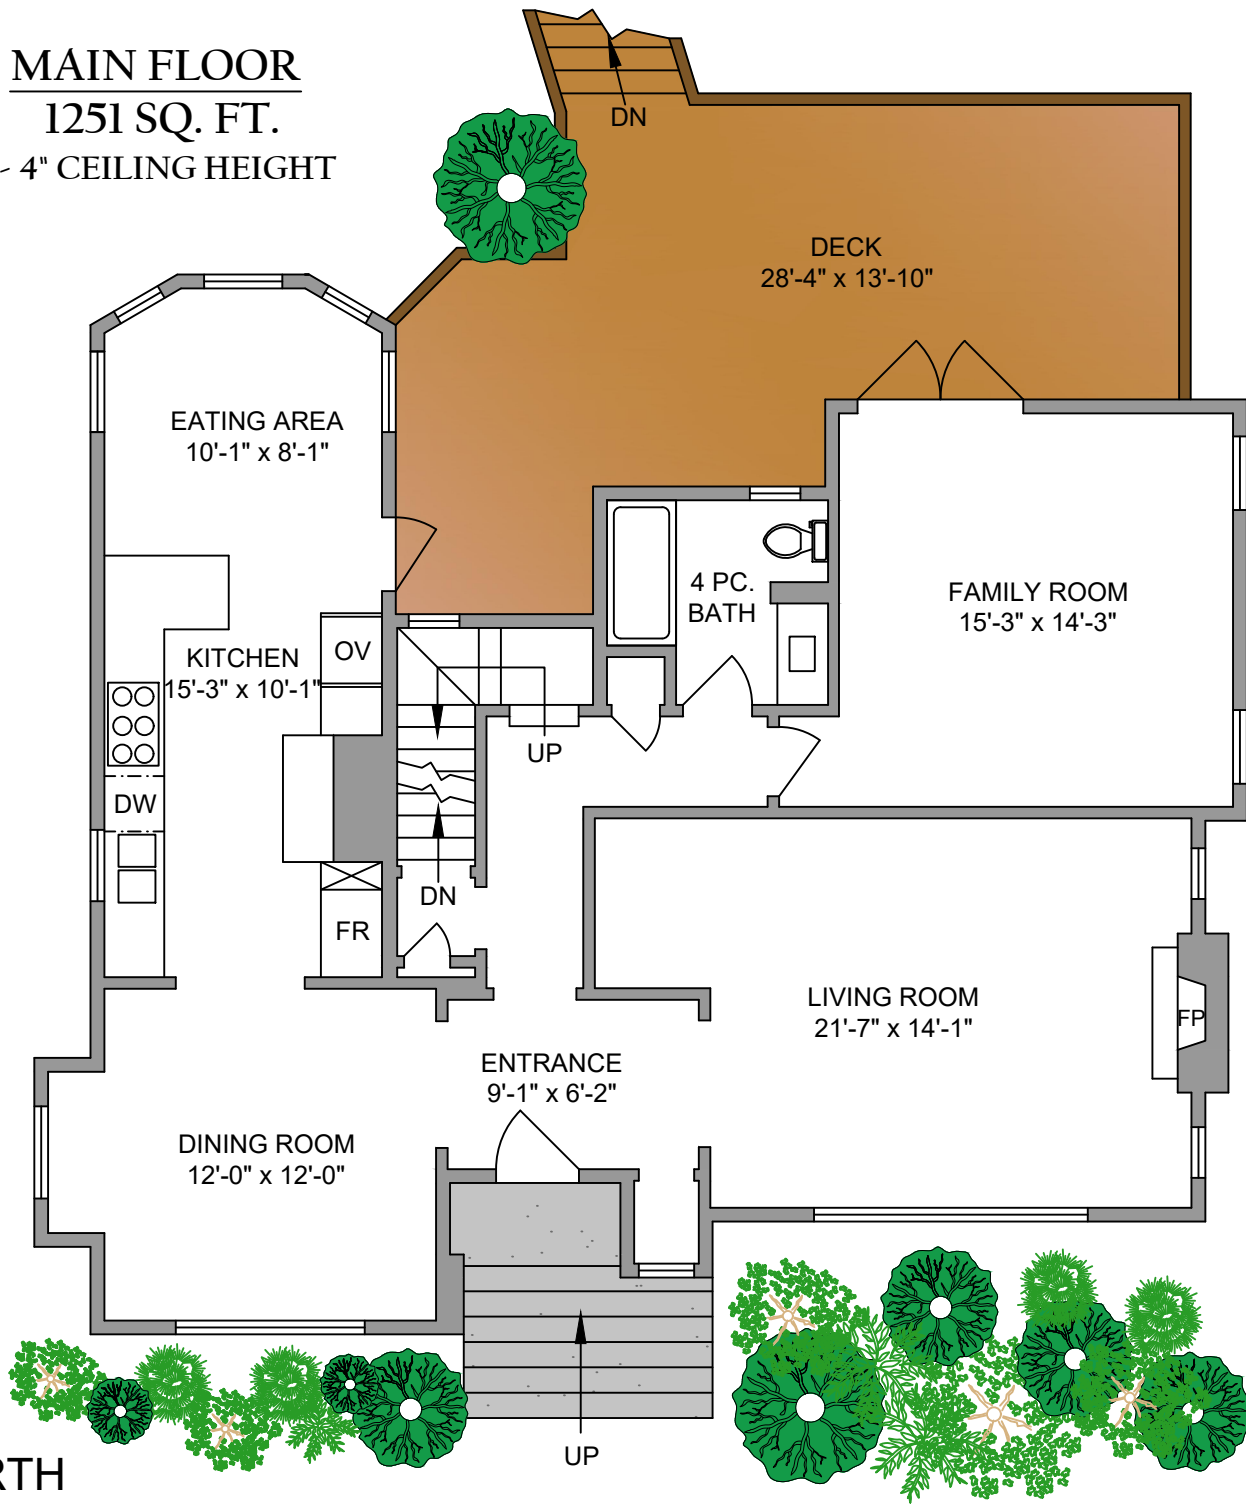 MAIN FLOOR
1251 SQ. FT.
4" CEILING HEIGHT
DN
DECK
28'-4" x 13'-10"
EATING AREA
10'-1" x 8'-1"
4 PC.
BATH
FAMILY ROOM
15'-3" x 14'-3"
KITCHEN
15'-3" x 10'-1"
OV
UP
DW
DN
FR
LIVING ROOM
21'-7" x 14'-1"
FP
ENTRANCE
9'-1" x 6'-2"
DINING ROOM
12'-0" x 12'-0"
UP
RTH